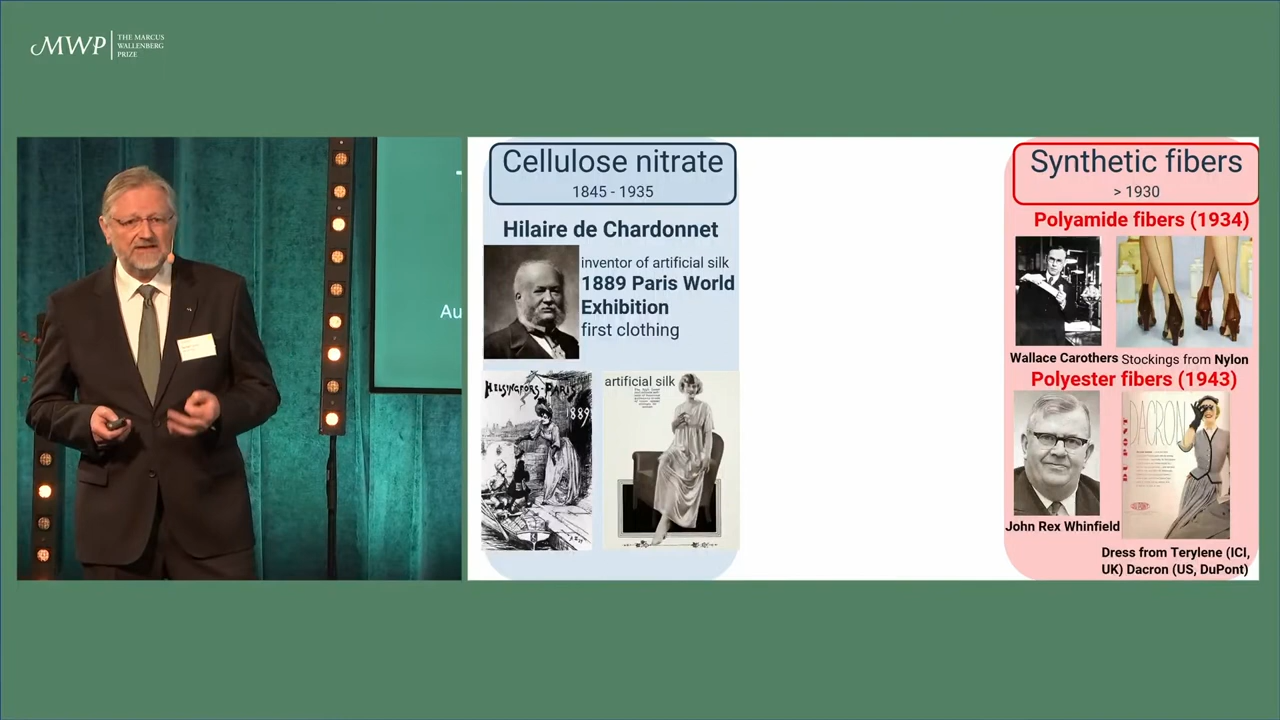 MWP
THE MARCUS
WALLENBERG
PRIZE
Au
Cellulose nitrate
1845 - 1935
Hilaire de Chardonnet
inventor of artificial silk
1889 Paris World
Exhibition
first clothing
HELSINGFORS-PARIS
1889
artificial silk
Synthetic fibers
> 1930
Polyamide fibers (1934)
Wallace Carothers
Stockings from Nylon
Polyester fibers (1943)
DACRON
DU PONT
John Rex Whinfield
Dress from Terylene (ICI,
UK) Dacron (US, DuPont)